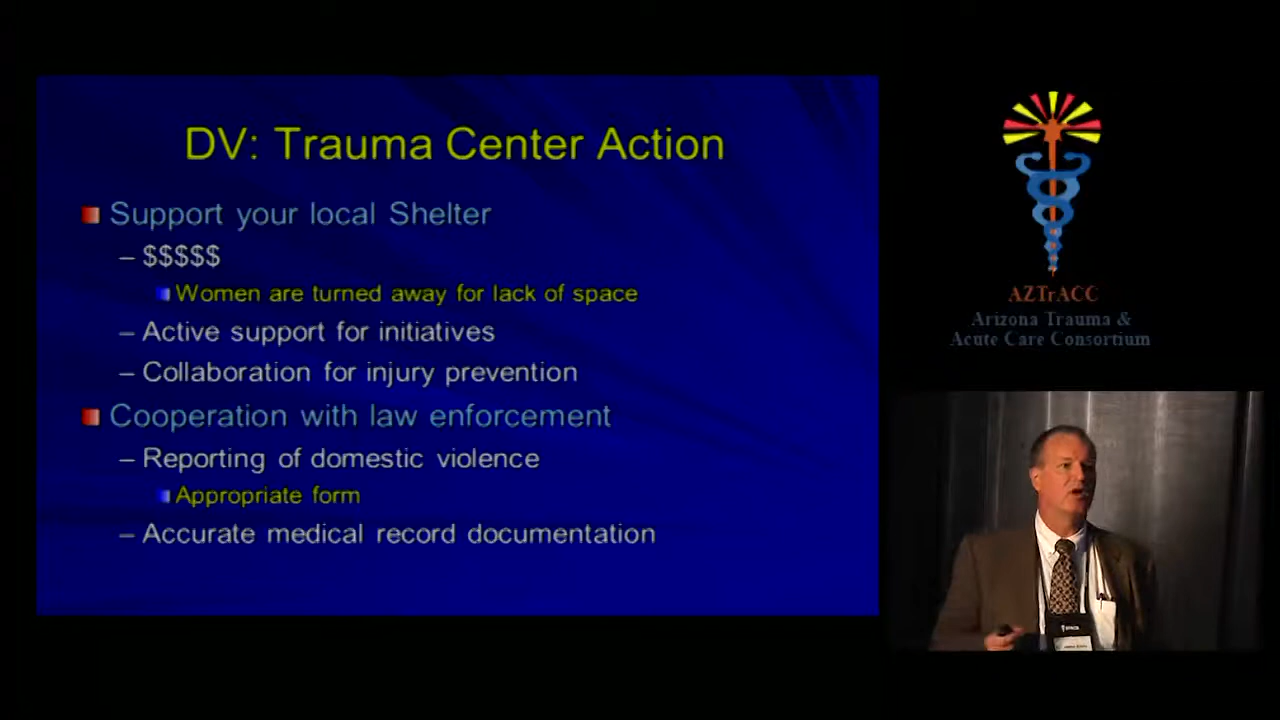 DV: Trauma Center Action
Support your local Shelter
– $$$$$
Women are turned away for lack of space
– Active support for initiatives
– Collaboration for injury prevention
Cooperation with law enforcement
– Reporting of domestic violence
Appropriate form
– Accurate medical record documentation
AZTrACC
Arizona Trauma &
Acute Care Consortium